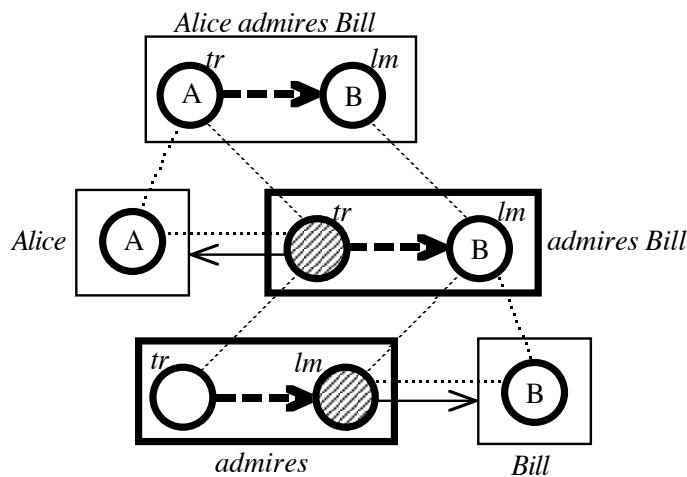 Alice admires Bill
tr
lm
A
B
tr
lm
Alice
A
B
admires Bill
tr
lm
B
admires
Bill